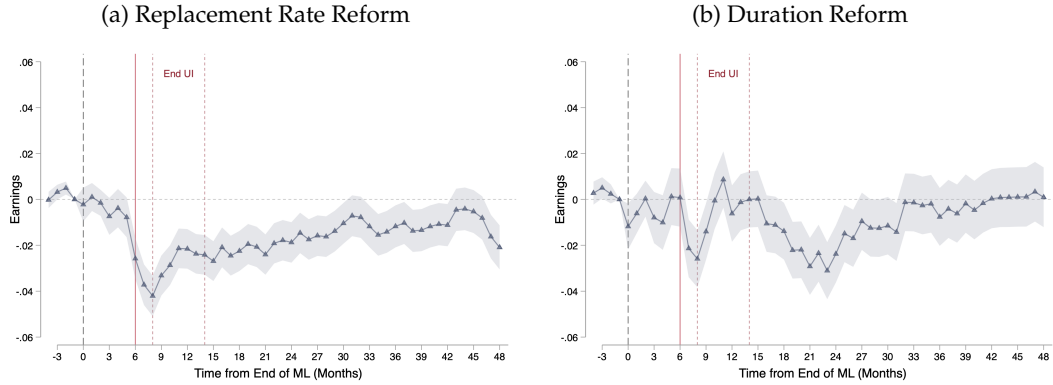 (a) Replacement Rate Reform
.06
.04
.02
0
-.02
-.04
-.06
Earnings
End UI
-3 0 3 6 9 12 15 18 21 24 27 30 33 36 39 42 45 48
Time from End of ML (Months)
(b) Duration Reform
.06
.04
.02
0
-.02
-.04
-.06
Earnings
End UI
-3 0 3 6 9 12 15 18 21 24 27 30 33 36 39 42 45 48
Time from End of ML (Months)